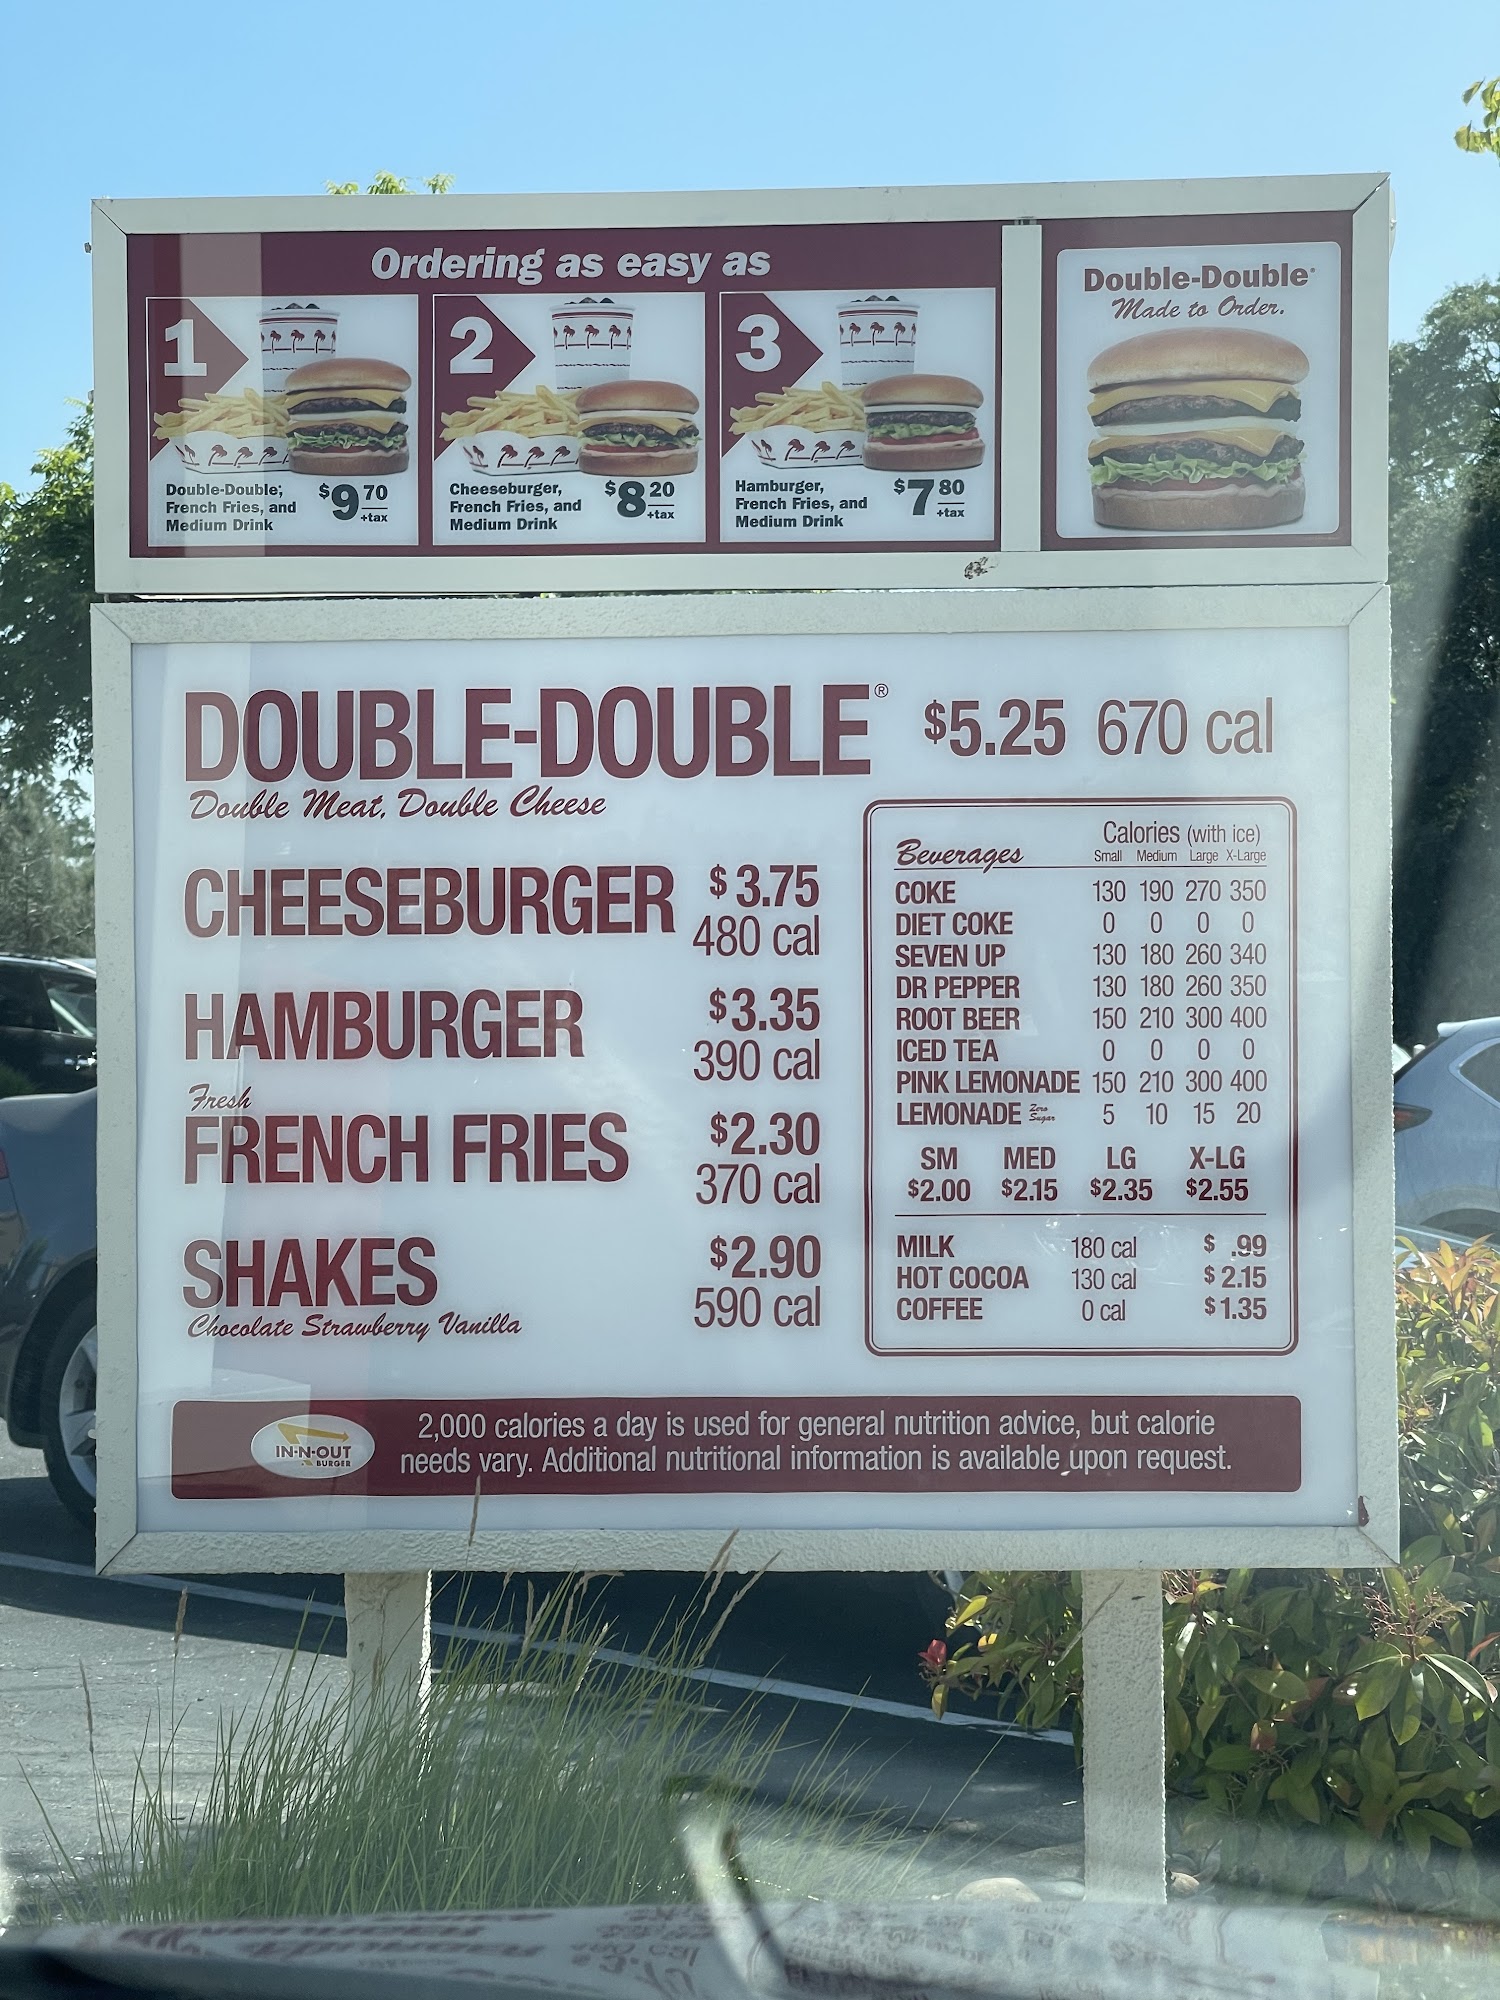 Ordering as easy as
1
Double-Double®,
French Fries, and
Medium Drink
$9 70
+tax
2
Cheeseburger,
French Fries, and
Medium Drink
$8 20
+tax
3
Hamburger,
French Fries, and
Medium Drink
$7 80
+tax
Double-Double®
Made to Order.
DOUBLE-DOUBLE® $5.25 670 cal
Double Meat, Double Cheese
CHEESEBURGER $3.75
480 cal
HAMBURGER $3.35
390 cal
Fresh
FRENCH FRIES $2.30
370 cal
SHAKES $2.90
Chocolate Strawberry Vanilla 590 cal
Calories (with ice)
Beverages Small Medium Large X-Large
COKE 130 190 270 350
DIET COKE 0 0 0 0
SEVEN UP 130 180 260 340
DR PEPPER 130 180 260 350
ROOT BEER 150 210 300 400
ICED TEA 0 0 0 0
PINK LEMONADE 150 210 300 400
LEMONADE Zero Sugar 5 10 15 20
SM MED LG X-LG
$2.00 $2.15 $2.35 $2.55
MILK 180 cal $ .99
HOT COCOA 130 cal $2.15
COFFEE 0 cal $1.35
IN-N-OUT
BURGER
2,000 calories a day is used for general nutrition advice, but calorie
needs vary. Additional nutritional information is available upon request.